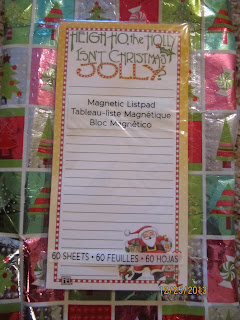 HEIGH-HO, the HOLLY
ISN'T CHRISTMAS
JOLLY?
Magnetic Listpad
Tableau-liste Magnétique
Bloc Magnético
60 SHEETS • 60 FEUILLES • 60 HOJAS
12/23/2013